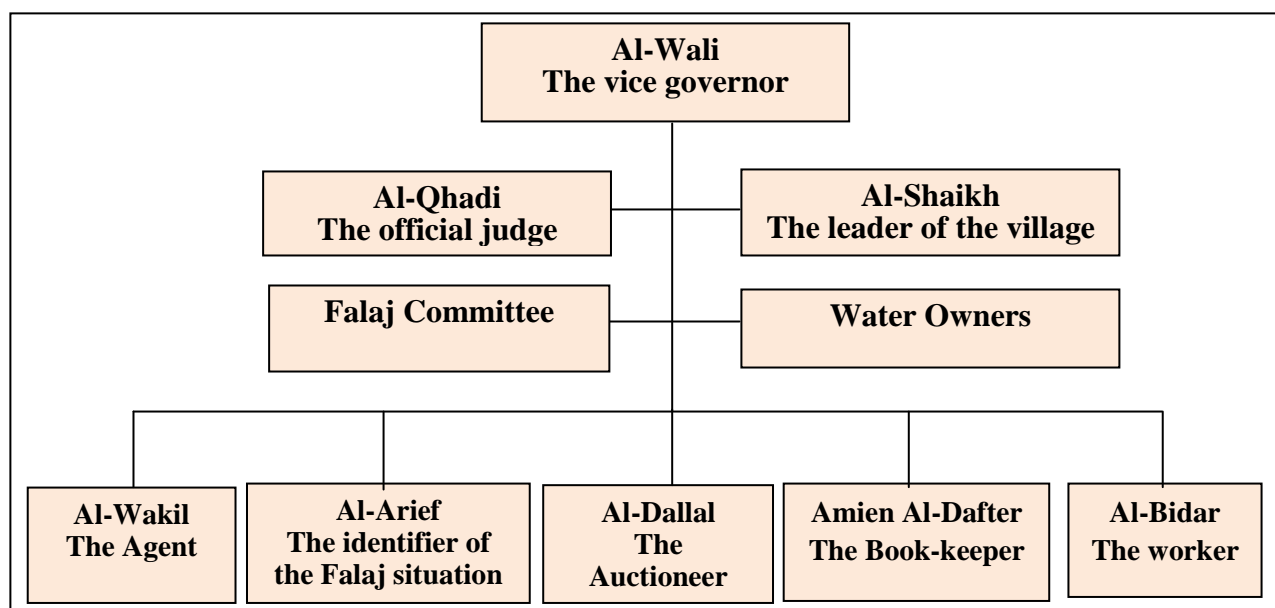 Al-Wali
The vice governor
Al-Qhadi
The official judge
Al-Shaikh
The leader of the village
Falaj Committee
Water Owners
Al-Wakil
The Agent
Al-Arief
The identifier of
the Falaj situation
Al-Dallal
The
Auctioneer
Amien Al-Dafter
The Book-keeper
Al-Bidar
The worker